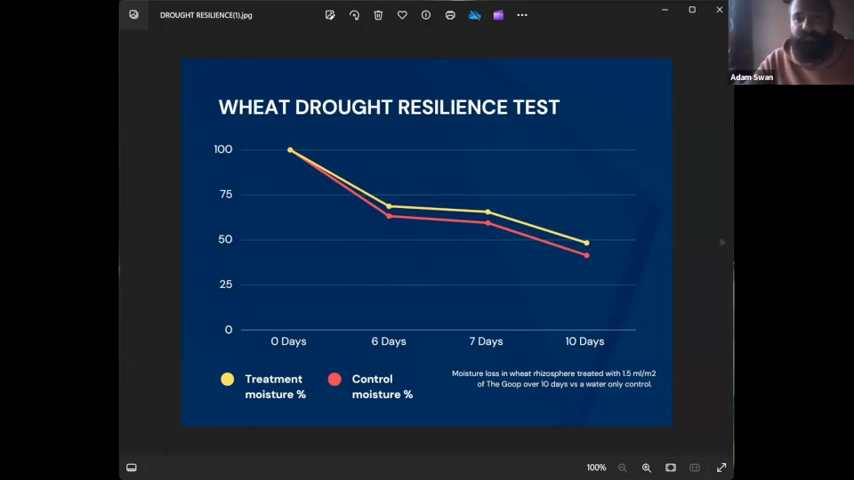 DROUGHT RESILIENCE(1).jpg
Adam Swan
WHEAT DROUGHT RESILIENCE TEST
100
75
50
25
0
0 Days 6 Days 7 Days 10 Days
Treatment
moisture %
Control
moisture %
Moisture loss in wheat rhizosphere treated with 1.5 ml/m2
of The Goop over 10 days vs a water only control.
100%